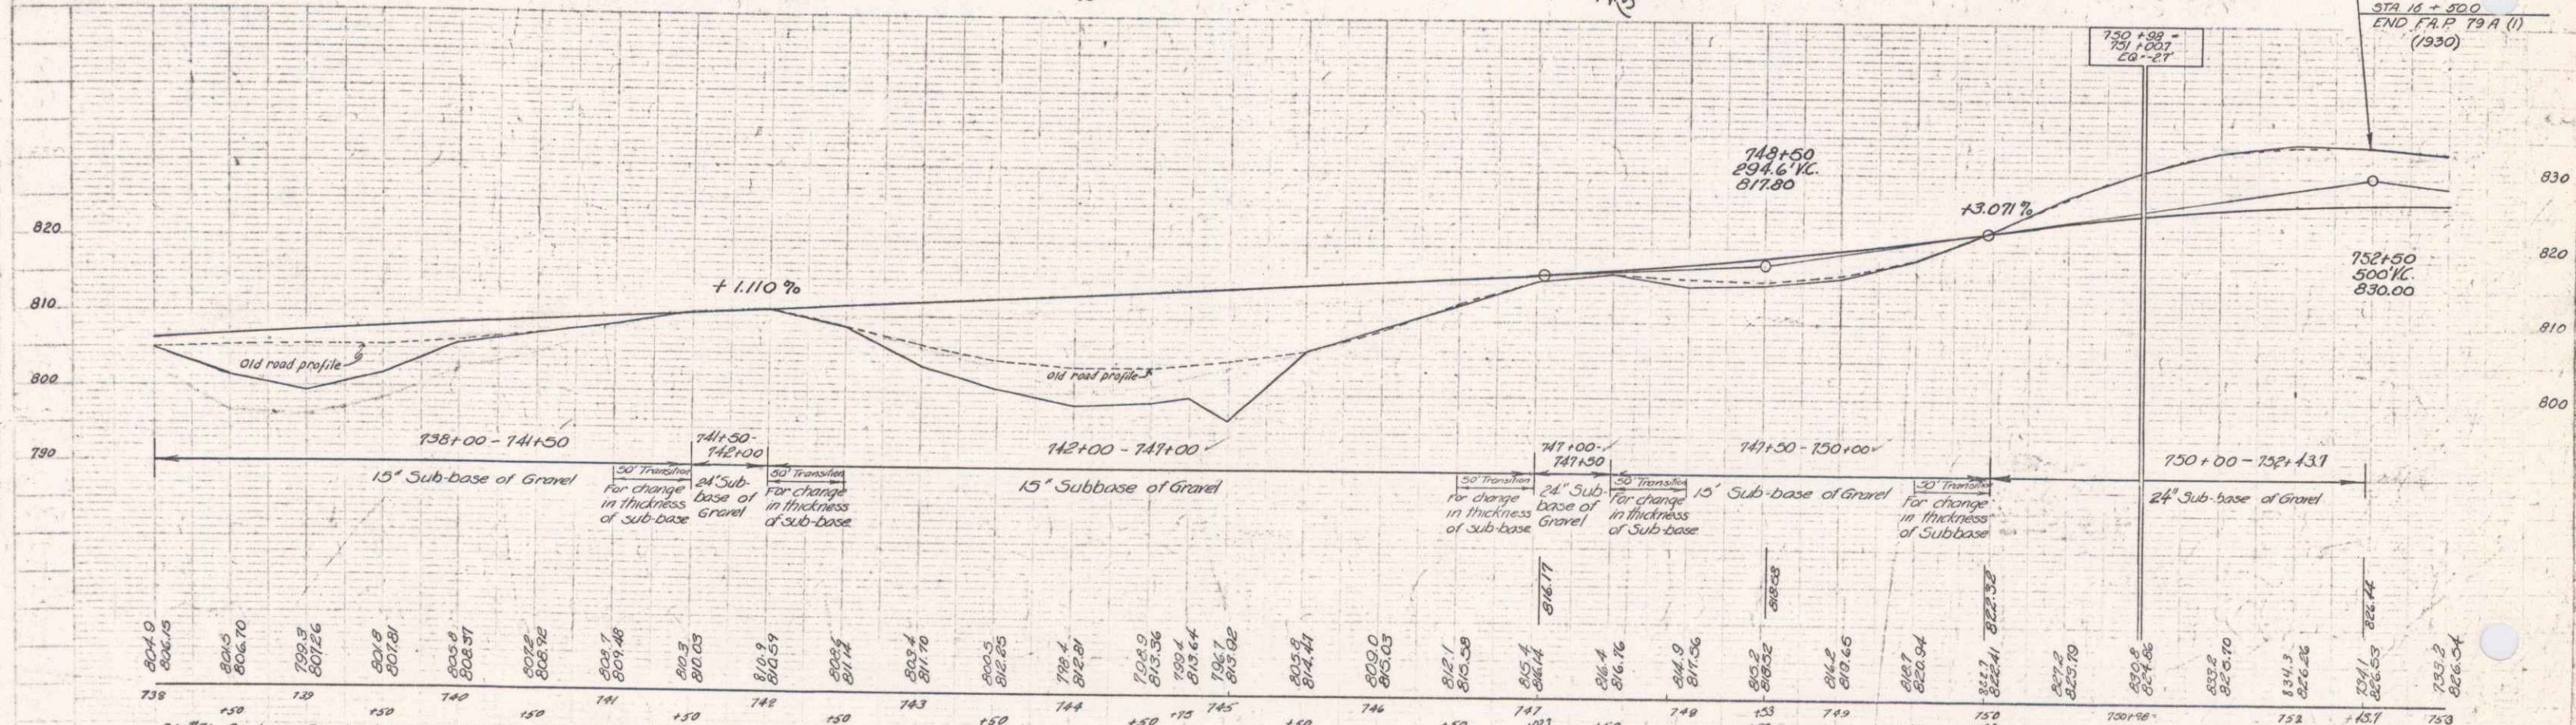 STA. 16 + 50.0
END F.A.P. 79 A (1)
(1930)
750 + 98 =
751 + 00.7
EQ = -2.7'
748+50
294.6' V.C.
817.80
+3.071 %
830
820
820
752+50
500' V.C.
830.00
+ 1.110 %
810
810
Old road profile
800
Old road profile
800
738+00 - 741+50
741+50-
742+00
742+00 - 747+00
747+00-
747+50
747+50 - 750+00
750+00 - 752+43.7
790
15" Sub-base of Gravel
50' Transition
For change
in thickness
of sub-base
24" Sub-
base of
Gravel
50' Transition
For change
in thickness
of sub-base
15" Subbase of Gravel
50' Transition
For change
in thickness
of sub-base
24" Sub-
base of
Gravel
50' Transition
For change
in thickness
of Sub-base
15" Sub-base of Gravel
50' Transition
For change
in thickness
of Subbase
24" Sub-base of Gravel
816.17
818.58
822.32
826.44
804.9
806.15
801.5
806.70
799.3
807.26
801.8
807.81
805.8
808.37
807.2
808.92
808.7
809.48
810.3
810.03
810.9
810.59
808.6
811.14
803.4
811.70
800.5
812.25
798.4
812.81
798.9
813.36
799.4
813.64
796.7
813.92
805.8
814.47
809.0
815.03
812.1
815.58
815.4
816.14
816.4
816.76
814.9
817.56
815.2
818.52
816.2
819.65
818.7
820.94
822.7
822.41
827.2
823.79
830.8
824.86
833.2
825.70
834.3
826.26
734.1
826.53
733.2
826.54
738
+50
739
+50
740
+50
741
+50
742
+50
743
+50
744
+50
+75
745
+50
746
+50
747
+50
748
+53
749
750
750+98
752
+43.7
753